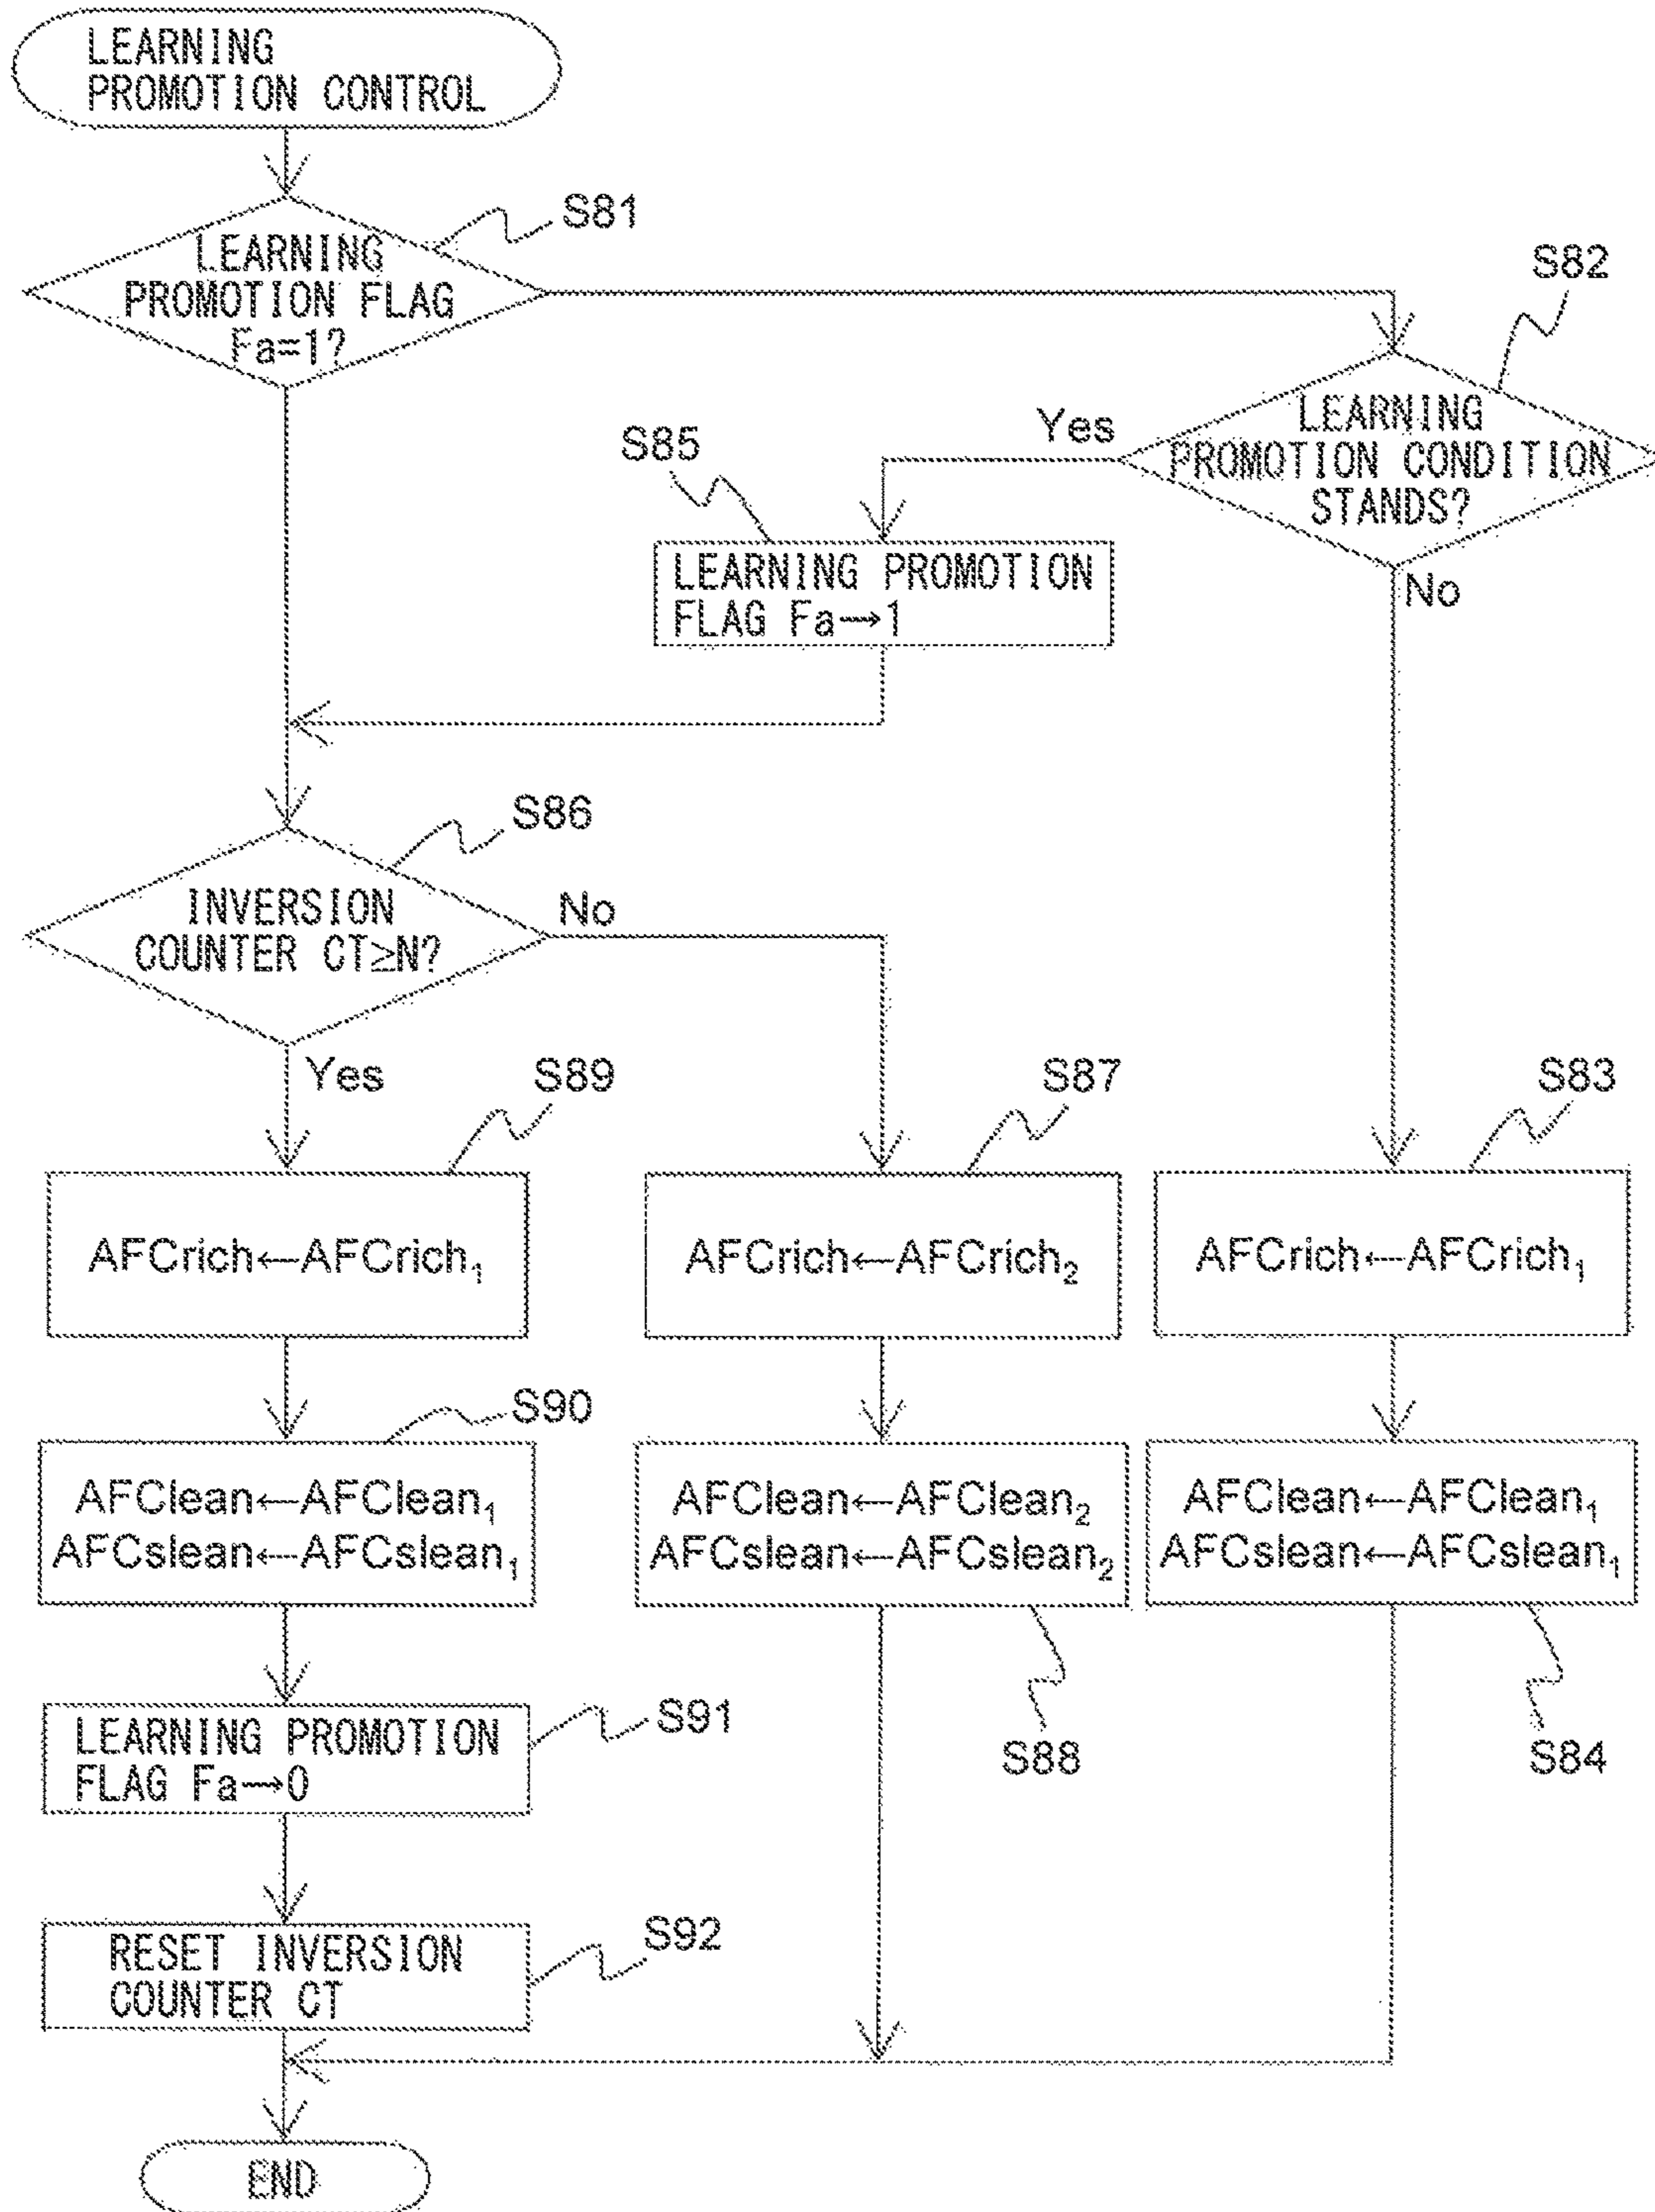 LEARNING
PROMOTION CONTROL
S81
LEARNING
PROMOTION FLAG
Fa=1?
S82
LEARNING
PROMOTION CONDITION
STANDS?
Yes
No
S85
LEARNING PROMOTION
FLAG Fa→1
S86
INVERSION
COUNTER CT≥N?
No
Yes
S89
AFCrich←AFCrich₁
S87
AFCrich←AFCrich₂
S83
AFCrich←AFCrich₁
S90
AFClean←AFClean₁
AFCslean←AFCslean₁
AFClean←AFClean₂
AFCslean←AFCslean₂
S88
AFClean←AFClean₁
AFCslean←AFCslean₁
S84
LEARNING PROMOTION
FLAG Fa→0
S91
RESET INVERSION
COUNTER CT
S92
END